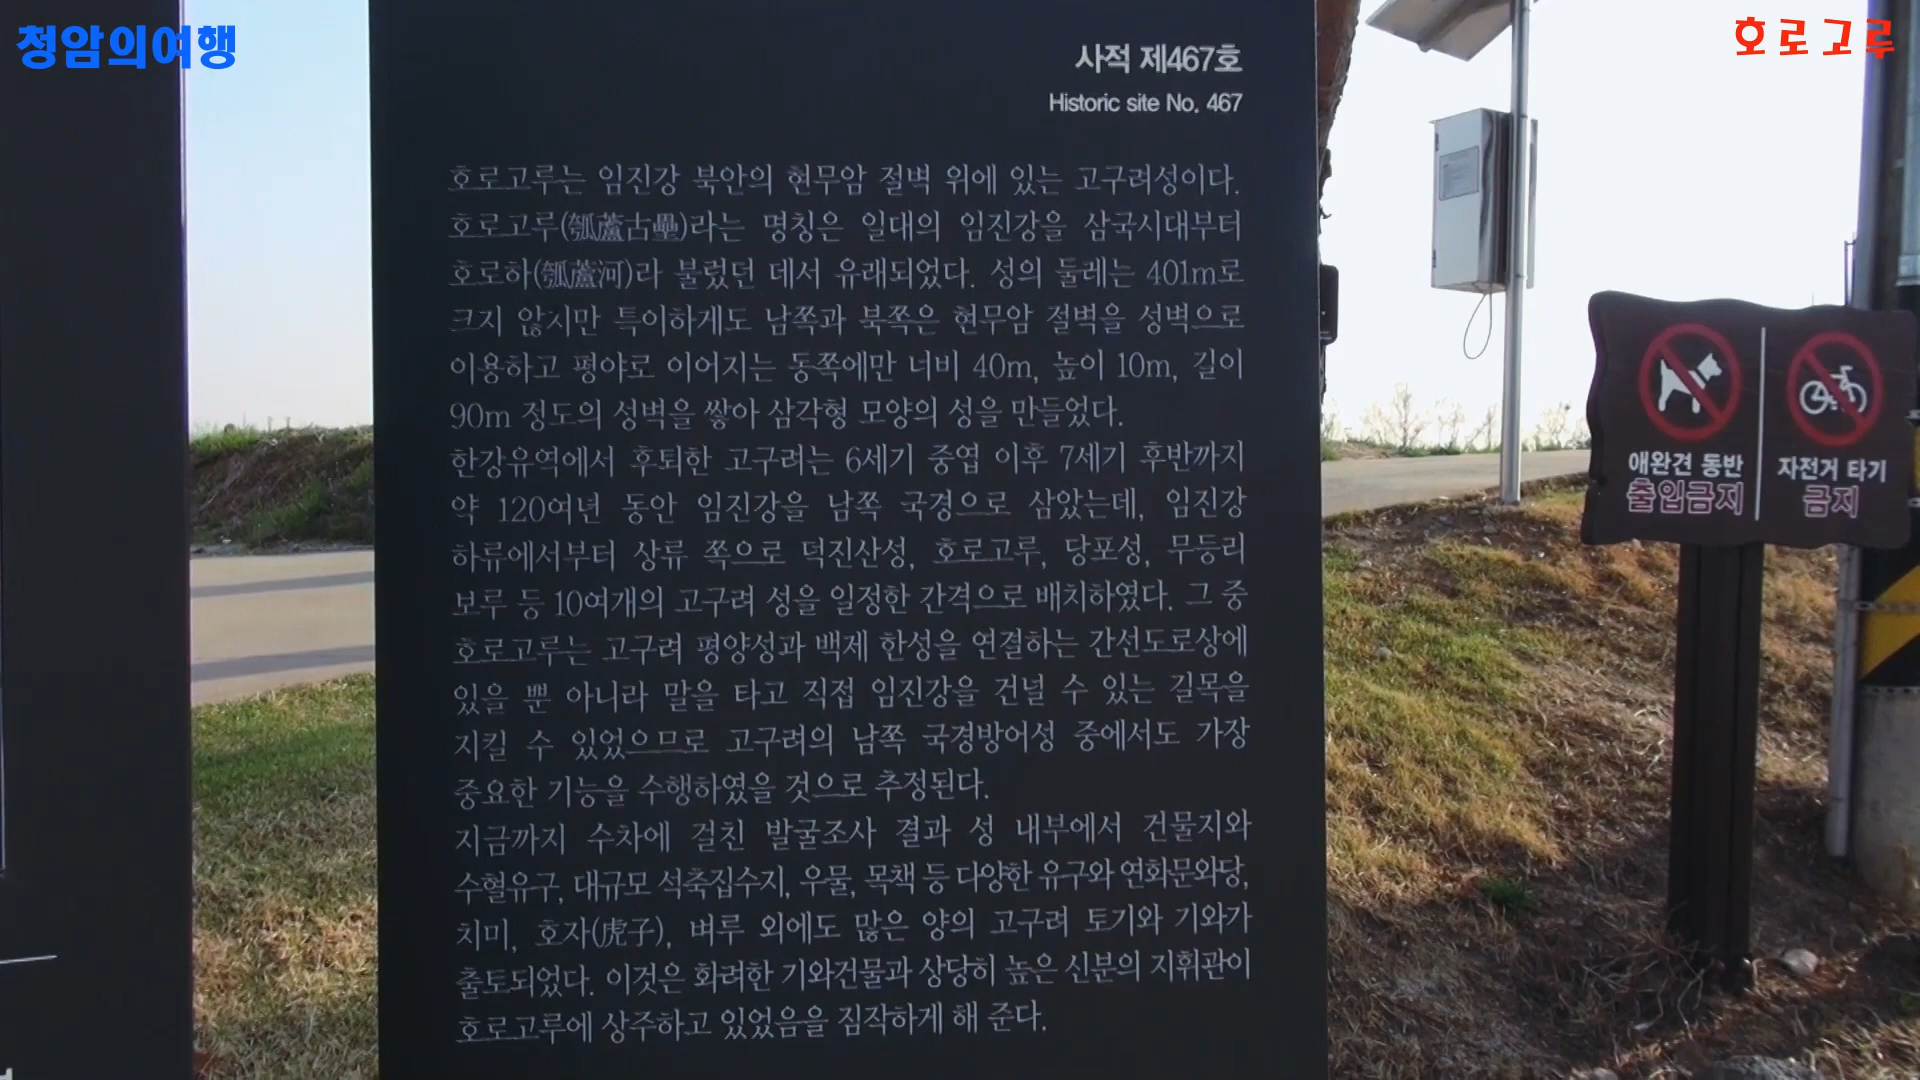 청암의여행
호로고루
사적 제467호
Historic site No. 467
호로고루는 임진강 북안의 현무암 절벽 위에 있는 고구려성이다.
호로고루(瓠蘆古壘)라는 명칭은 일대의 임진강을 삼국시대부터
호로하(瓠蘆河)라 불렀던 데서 유래되었다. 성의 둘레는 401m로
크지 않지만 특이하게도 남쪽과 북쪽은 현무암 절벽을 성벽으로
이용하고 평야로 이어지는 동쪽에만 너비 40m, 높이 10m, 길이
90m 정도의 성벽을 쌓아 삼각형 모양의 성을 만들었다.
한강유역에서 후퇴한 고구려는 6세기 중엽 이후 7세기 후반까지
약 120여년 동안 임진강을 남쪽 국경으로 삼았는데, 임진강
하류에서부터 상류 쪽으로 덕진산성, 호로고루, 당포성, 무등리
보루 등 10여개의 고구려 성을 일정한 간격으로 배치하였다. 그 중
호로고루는 고구려 평양성과 백제 한성을 연결하는 간선도로상에
있을 뿐 아니라 말을 타고 직접 임진강을 건널 수 있는 길목을
지킬 수 있었으므로 고구려의 남쪽 국경방어성 중에서도 가장
중요한 기능을 수행하였을 것으로 추정된다.
지금까지 수차에 걸친 발굴조사 결과 성 내부에서 건물지와
수혈유구, 대규모 석축집수지, 우물, 목책 등 다양한 유구와 연화문와당,
치미, 호자(虎子), 벼루 외에도 많은 양의 고구려 토기와 기와가
출토되었다. 이것은 화려한 기와건물과 상당히 높은 신분의 지휘관이
호로고루에 상주하고 있었음을 짐작하게 해 준다.
애완견 동반
출입금지
자전거 타기
금지